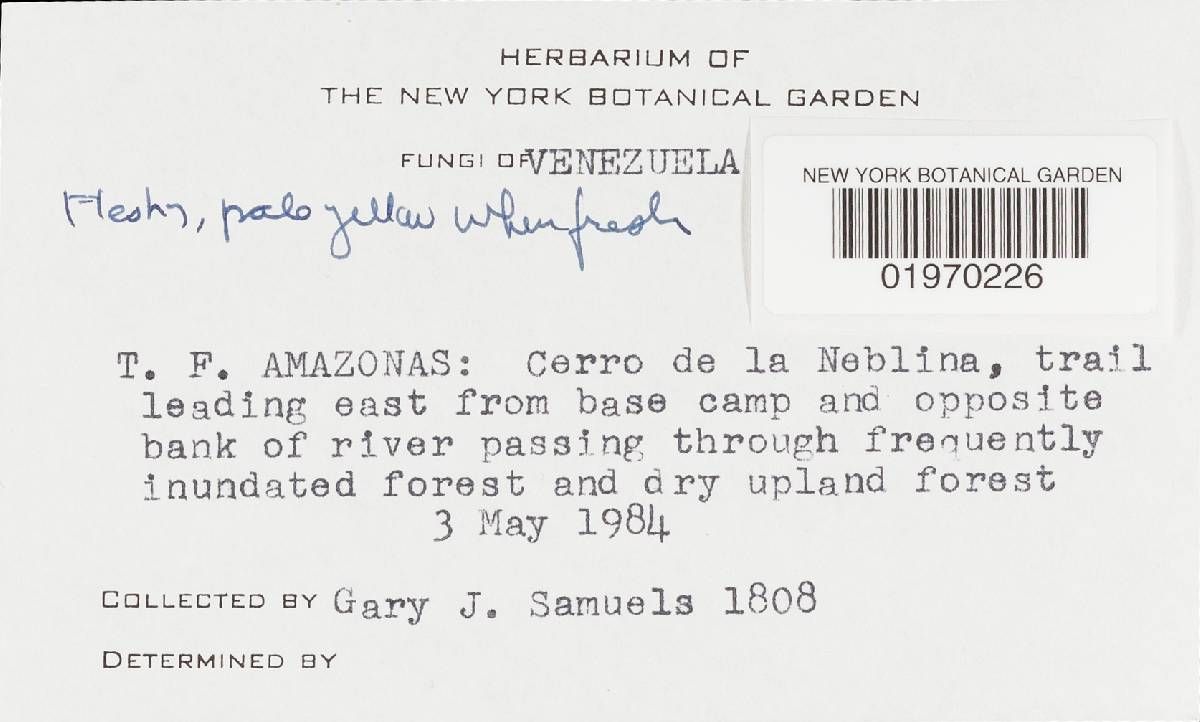 HERBARIUM OF
THE NEW YORK BOTANICAL GARDEN
FUNGI OF VENEZUELA
NEW YORK BOTANICAL GARDEN
01970226
Fleshy, pale yellow when fresh
T. F. AMAZONAS: Cerro de la Neblina, trail
leading east from base camp and opposite
bank of river passing through frequently
inundated forest and dry upland forest
3 May 1984
COLLECTED BY Gary J. Samuels 1808
DETERMINED BY